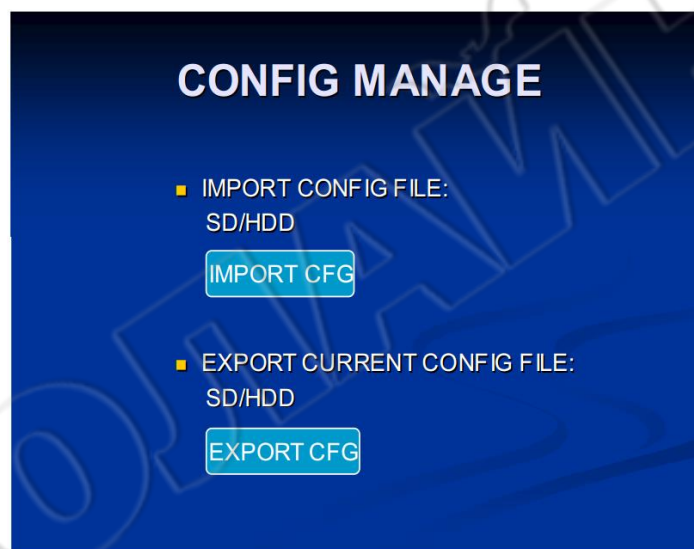 CONFIG MANAGE
IMPORT CONFIG FILE:
SD/HDD
IMPORT CFG
EXPORT CURRENT CONFIG FILE:
SD/HDD
EXPORT CFG